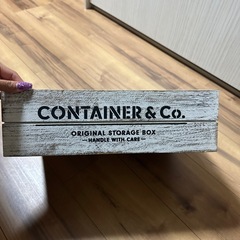 CONTAINER & Co.
ORIGINAL STORAGE BOX
— HANDLE WITH CARE —